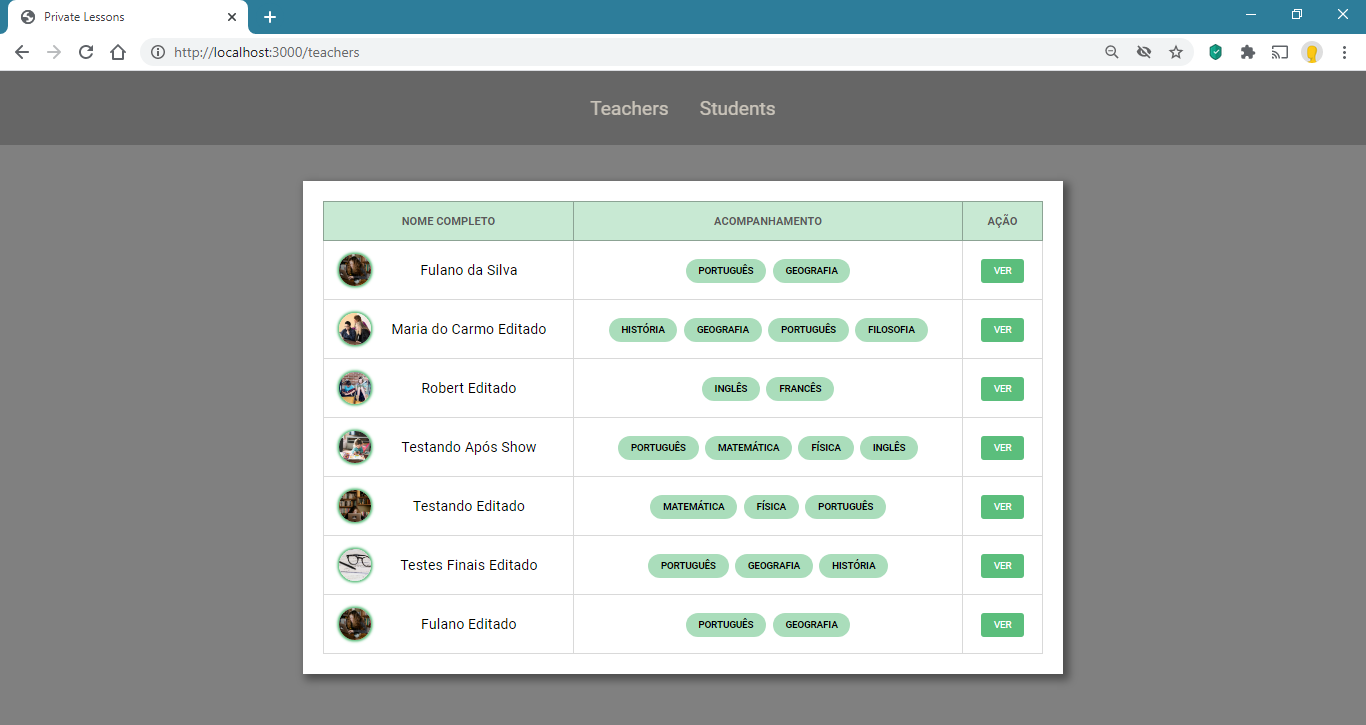 Private Lessons
http://localhost:3000/teachers
Teachers Students
NOME COMPLETO ACOMPANHAMENTO AÇÃO
Fulano da Silva PORTUGUÊS GEOGRAFIA VER
Maria do Carmo Editado HISTÓRIA GEOGRAFIA PORTUGUÊS FILOSOFIA VER
Robert Editado INGLÊS FRANCÊS VER
Testando Após Show PORTUGUÊS MATEMÁTICA FÍSICA INGLÊS VER
Testando Editado MATEMÁTICA FÍSICA PORTUGUÊS VER
Testes Finais Editado PORTUGUÊS GEOGRAFIA HISTÓRIA VER
Fulano Editado PORTUGUÊS GEOGRAFIA VER